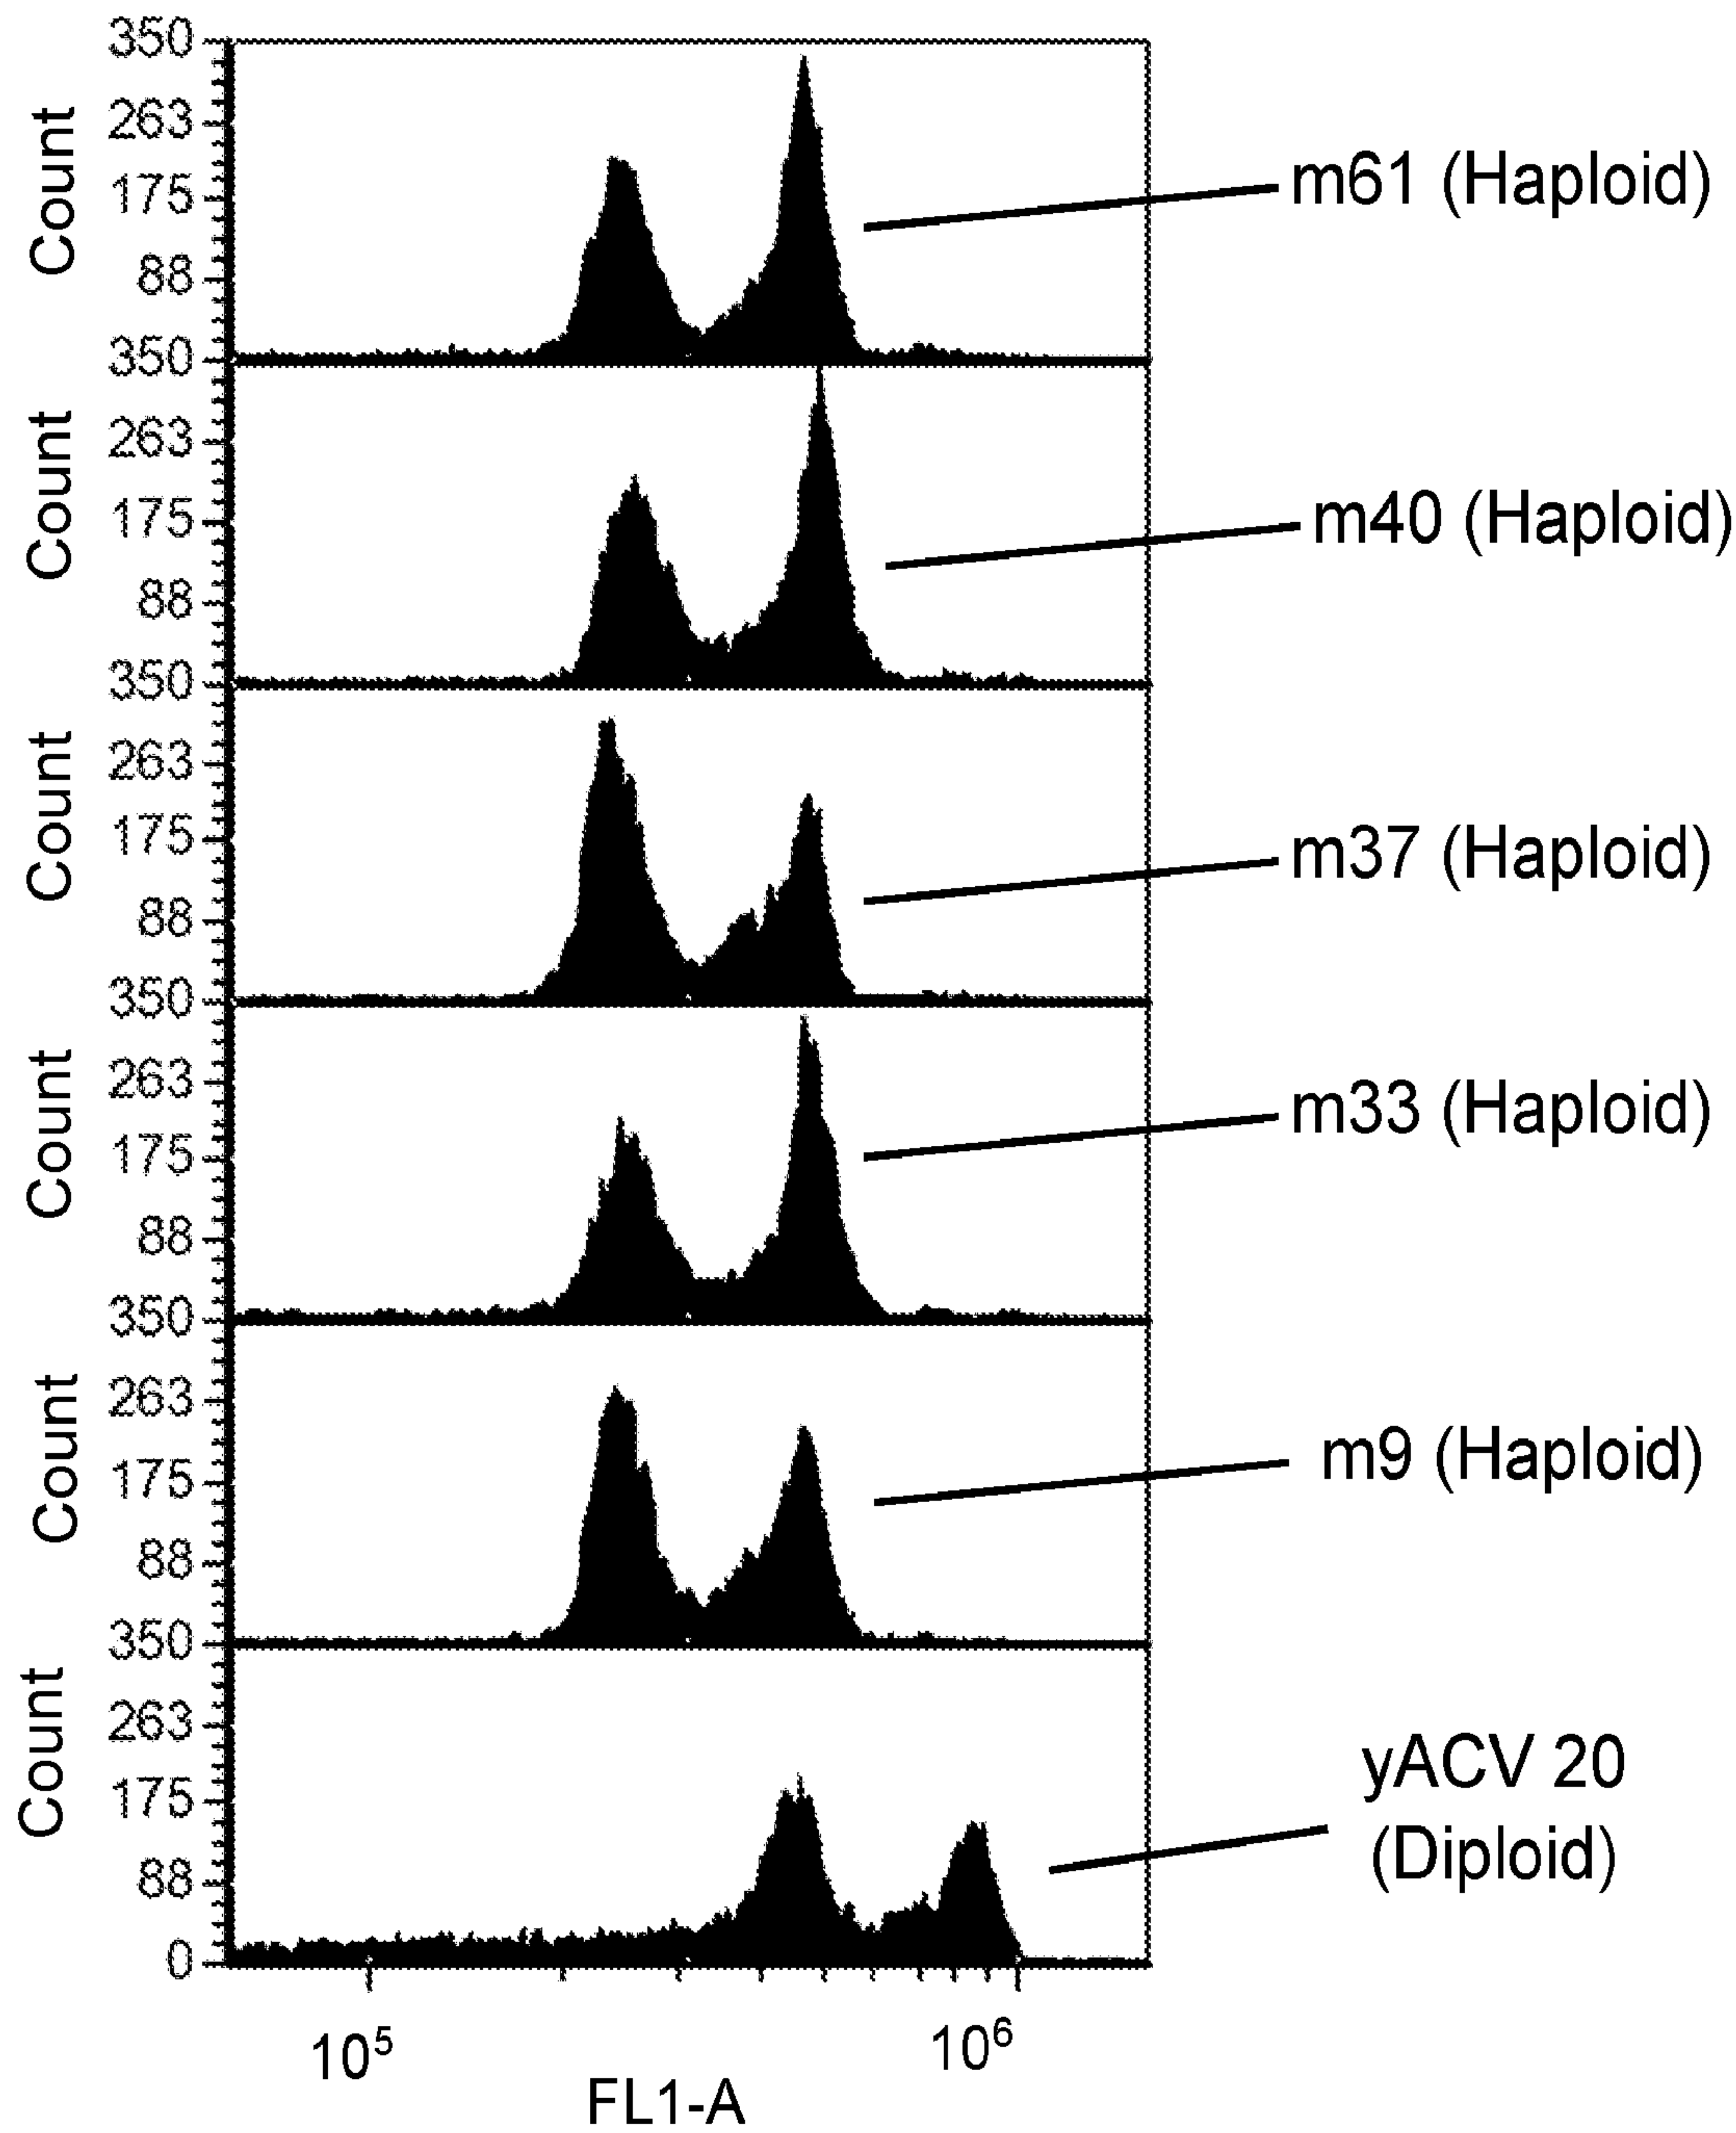 350
263
175
88
Count
m61 (Haploid)
350
263
175
88
Count
m40 (Haploid)
350
263
175
88
Count
m37 (Haploid)
350
263
175
88
Count
m33 (Haploid)
350
263
175
88
Count
m9 (Haploid)
350
263
175
88
0
Count
yACV 20
(Diploid)
10⁵
10⁶
FL1-A